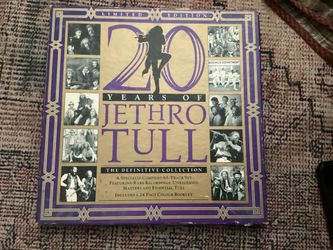 LIMITED EDITION
20
YEARS OF
JETHRO
TULL
THE DEFINITIVE COLLECTION
A SPECIALLY COMPILED 65-TRACK SET
FEATURING RARE RECORDINGS, UNRELEASED
MASTERS AND ESSENTIAL TULL
INCLUDES A 24 PAGE COLOUR BOOKLET